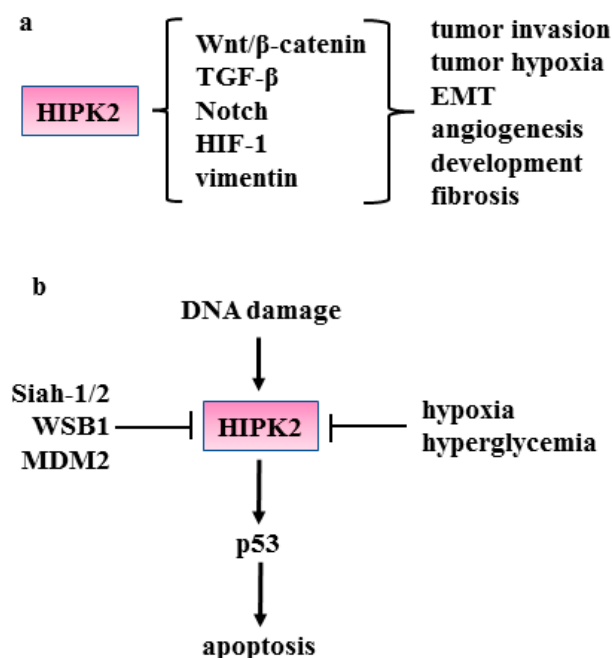 a
HIPK2
Wnt/β-catenin
TGF-β
Notch
HIF-1
vimentin
tumor invasion
tumor hypoxia
EMT
angiogenesis
development
fibrosis
b
DNA damage
Siah-1/2
WSB1
MDM2
HIPK2
hypoxia
hyperglycemia
p53
apoptosis